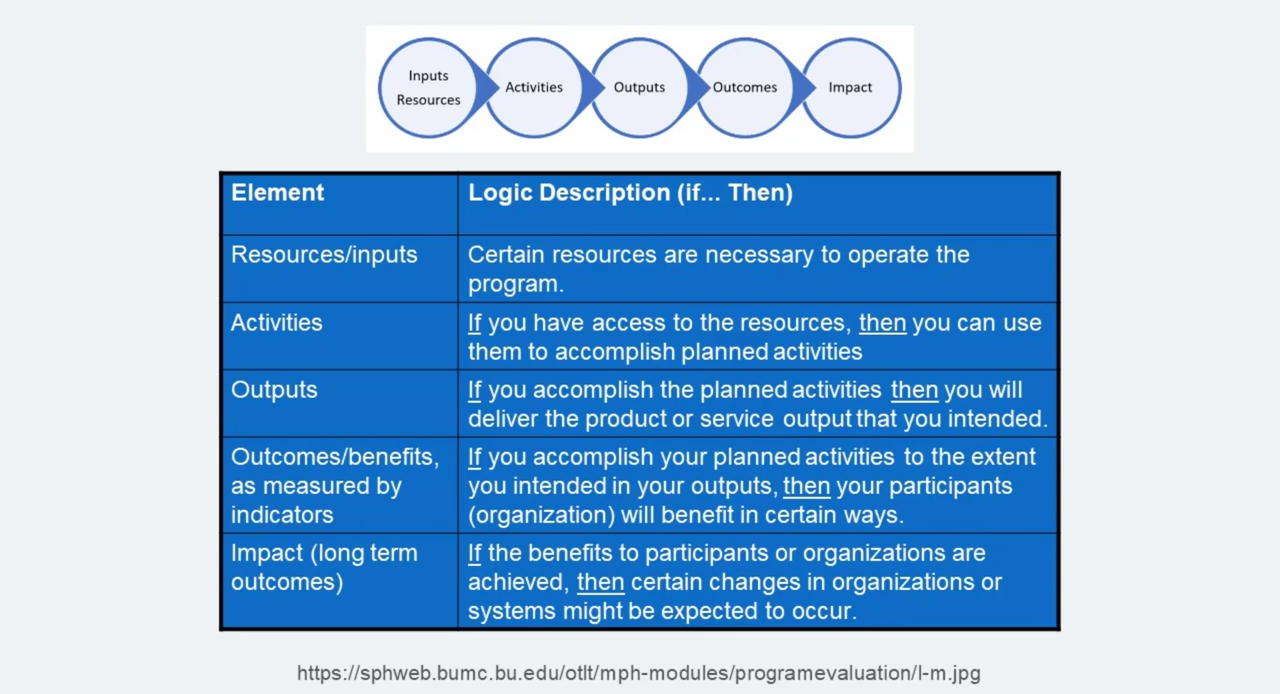 Inputs
Resources
Activities
Outputs
Outcomes
Impact
Element
Logic Description (if... Then)
Resources/inputs
Certain resources are necessary to operate the
program.
Activities
If you have access to the resources, then you can use
them to accomplish planned activities
Outputs
If you accomplish the planned activities then you will
deliver the product or service output that you intended.
Outcomes/benefits,
as measured by
indicators
If you accomplish your planned activities to the extent
you intended in your outputs, then your participants
(organization) will benefit in certain ways.
Impact (long term
outcomes)
If the benefits to participants or organizations are
achieved, then certain changes in organizations or
systems might be expected to occur.
https://sphweb.bumc.bu.edu/otlt/mph-modules/programevaluation/l-m.jpg